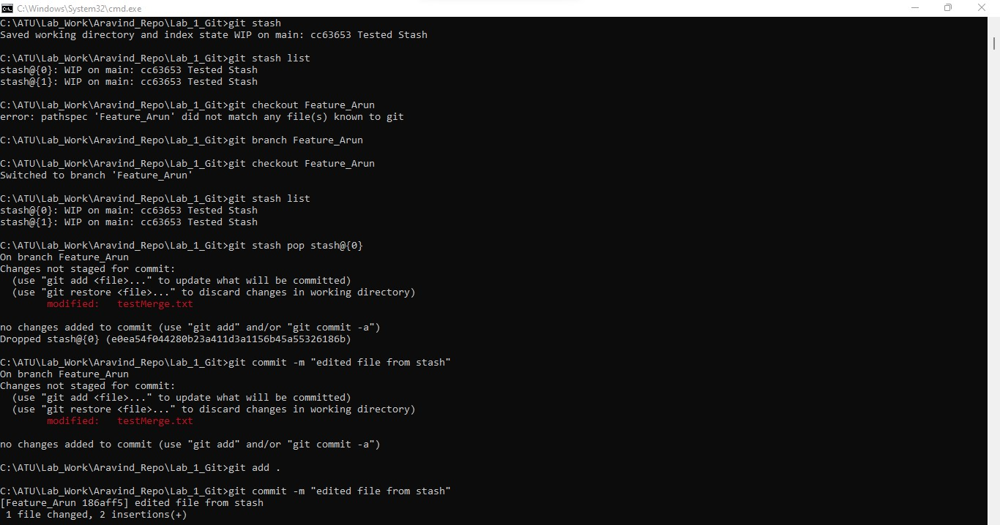 C:\Windows\System32\cmd.exe
C:\ATU\Lab_Work\Aravind_Repo\Lab_1_Git>git stash
Saved working directory and index state WIP on main: cc63653 Tested Stash
C:\ATU\Lab_Work\Aravind_Repo\Lab_1_Git>git stash list
stash@{0}: WIP on main: cc63653 Tested Stash
stash@{1}: WIP on main: cc63653 Tested Stash
C:\ATU\Lab_Work\Aravind_Repo\Lab_1_Git>git checkout Feature_Arun
error: pathspec 'Feature_Arun' did not match any file(s) known to git
C:\ATU\Lab_Work\Aravind_Repo\Lab_1_Git>git branch Feature_Arun
C:\ATU\Lab_Work\Aravind_Repo\Lab_1_Git>git checkout Feature_Arun
Switched to branch 'Feature_Arun'
C:\ATU\Lab_Work\Aravind_Repo\Lab_1_Git>git stash list
stash@{0}: WIP on main: cc63653 Tested Stash
stash@{1}: WIP on main: cc63653 Tested Stash
C:\ATU\Lab_Work\Aravind_Repo\Lab_1_Git>git stash pop stash@{0}
On branch Feature_Arun
Changes not staged for commit:
  (use "git add <file>..." to update what will be committed)
  (use "git restore <file>..." to discard changes in working directory)
        modified:   testMerge.txt
no changes added to commit (use "git add" and/or "git commit -a")
Dropped stash@{0} (e0ea54f044280b23a411d3a1156b45a55326186b)
C:\ATU\Lab_Work\Aravind_Repo\Lab_1_Git>git commit -m "edited file from stash"
On branch Feature_Arun
Changes not staged for commit:
  (use "git add <file>..." to update what will be committed)
  (use "git restore <file>..." to discard changes in working directory)
        modified:   testMerge.txt
no changes added to commit (use "git add" and/or "git commit -a")
C:\ATU\Lab_Work\Aravind_Repo\Lab_1_Git>git add .
C:\ATU\Lab_Work\Aravind_Repo\Lab_1_Git>git commit -m "edited file from stash"
[Feature_Arun 186aff5] edited file from stash
 1 file changed, 2 insertions(+)